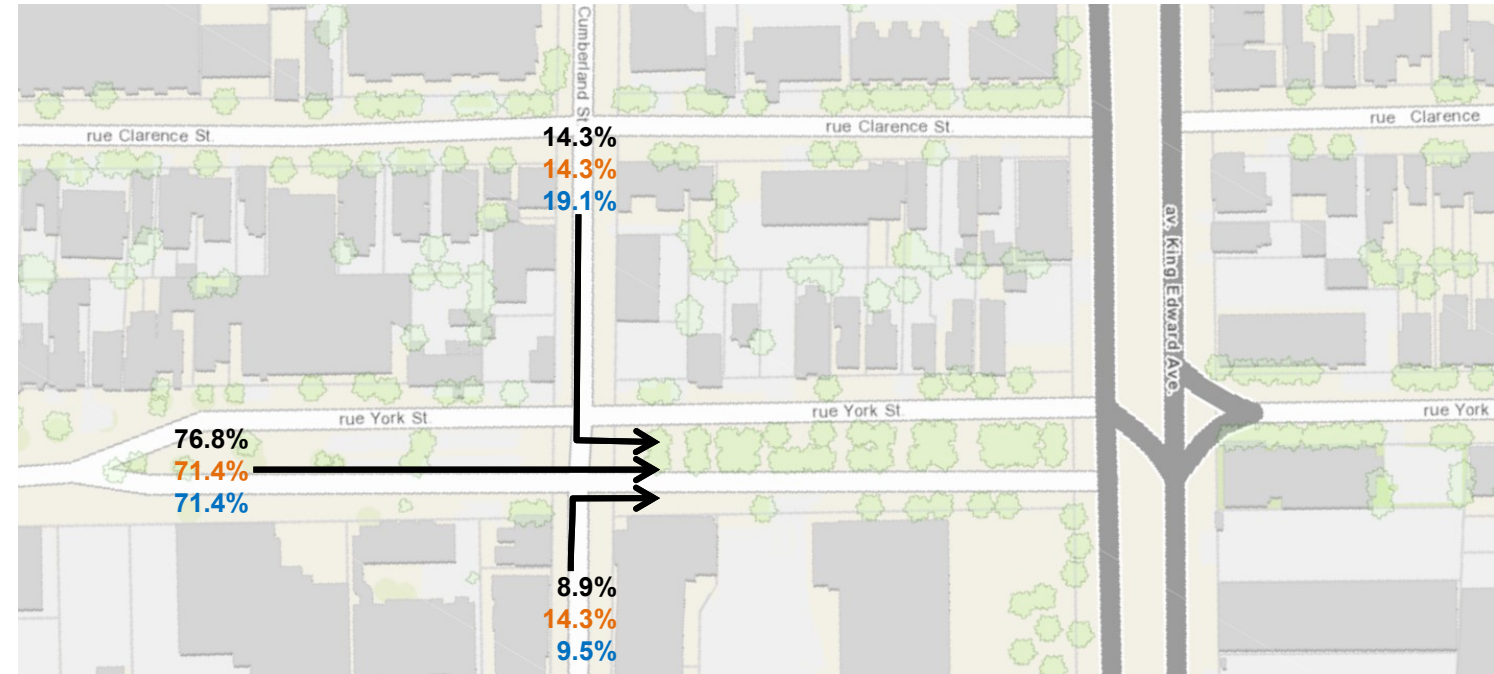 Cumberland St.
rue Clarence St.
rue Clarence St.
rue Clarence
14.3%
14.3%
19.1%
av. King Edward Ave.
rue York St.
rue York St.
rue York
76.8%
71.4%
71.4%
8.9%
14.3%
9.5%